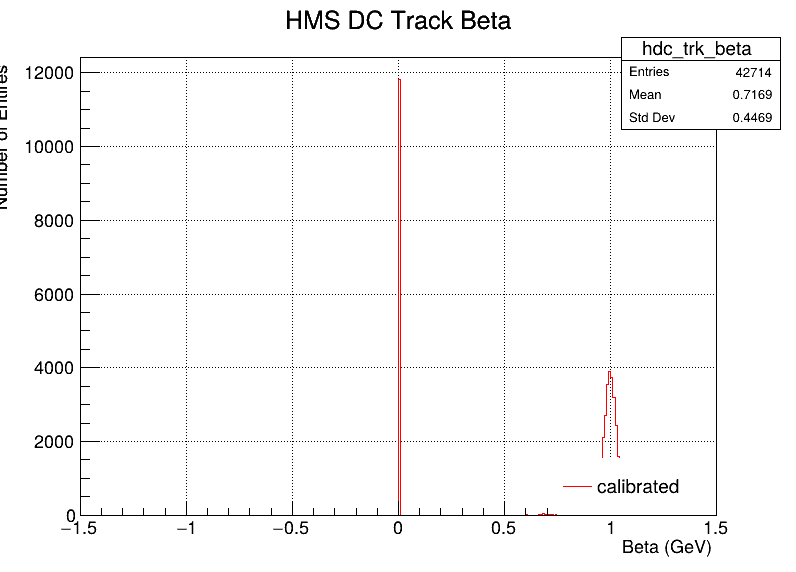 HMS DC Track Beta
hdc_trk_beta
Entries 42714
Mean 0.7169
Std Dev 0.4469
Number of Entires
12000
10000
8000
6000
4000
2000
0
−1.5 −1 −0.5 0 0.5 1 1.5
calibrated
Beta (GeV)